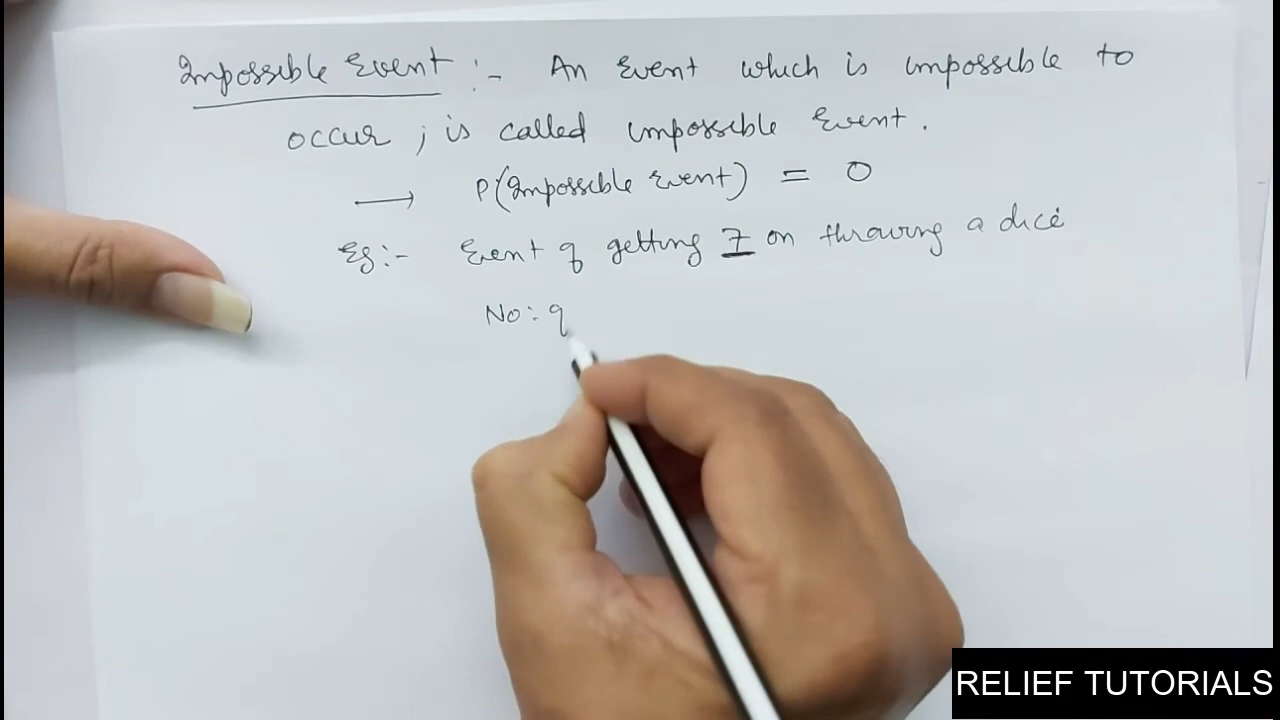 Impossible Event :- An Event which is impossible to
occur ; is called impossible Event.
→ P(Impossible Event) = 0
Eg:- Event of getting 7 on throwing a dice
No: of
RELIEF TUTORIALS